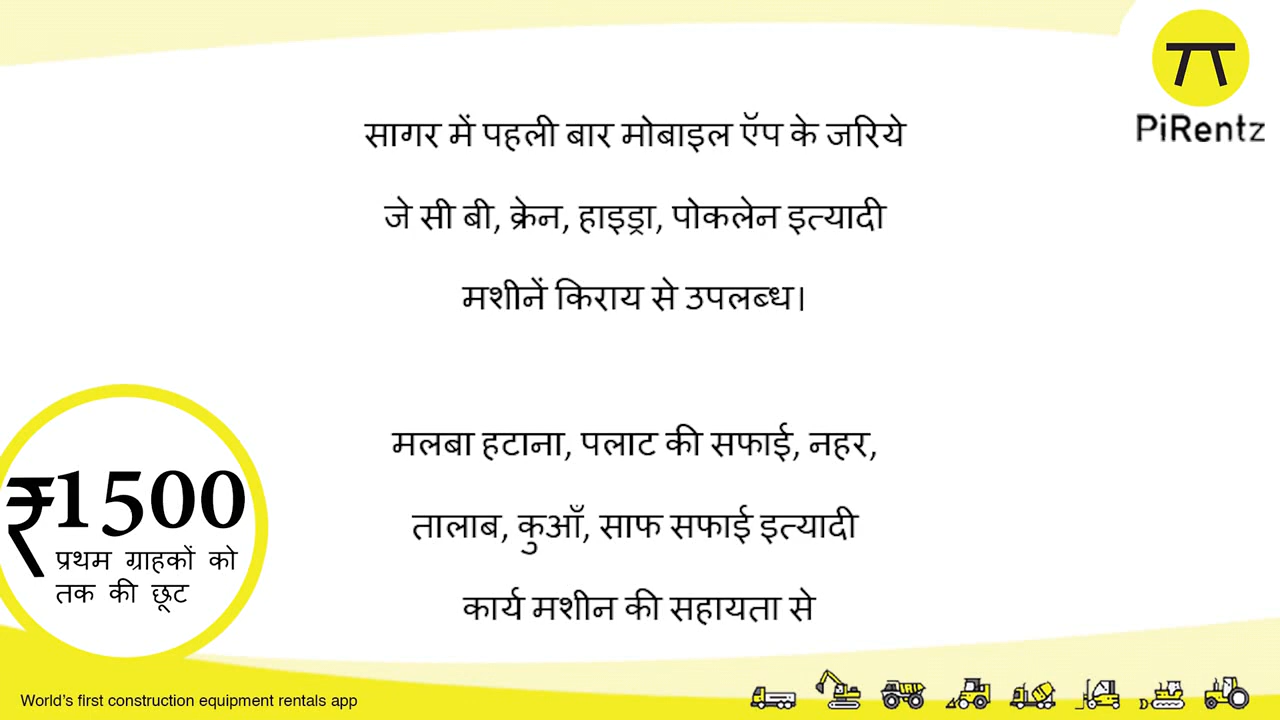 PiRentz
सागर में पहली बार मोबाइल ऍप के जरिये
जे सी बी, क्रेन, हाइड्रा, पोकलेन इत्यादी
मशीनें किराय से उपलब्ध।
मलबा हटाना, पलाट की सफाई, नहर,
तालाब, कुआँ, साफ सफाई इत्यादी
कार्य मशीन की सहायता से
₹1500
प्रथम ग्राहकों को
तक की छूट
World's first construction equipment rentals app